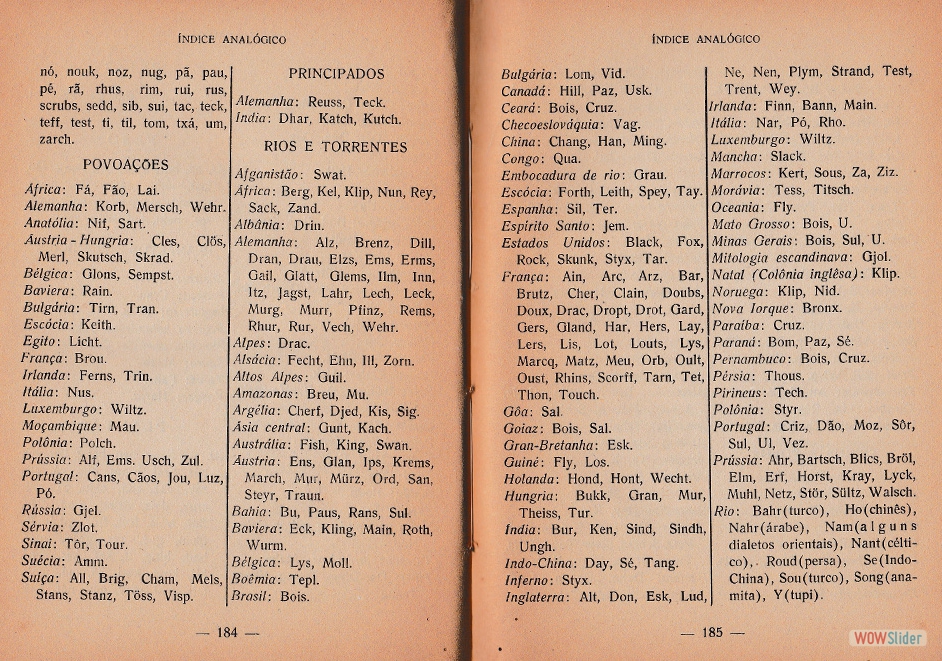 ÍNDICE ANALÓGICO
nó, nouk, noz, nug, pã, pau,
pé, rã, rhus, rim, rui, rus,
scrubs, sedd, sib, sui, tac, teck,
teff, test, ti, til, tom, txá, um,
zarch.
POVOAÇÕES
África: Fá, Fão, Lai.
Alemanha: Korb, Mersch, Wehr.
Anatólia: Nif, Sart.
Austria-Hungria: Cles, Clös,
Merl, Skutsch, Skrad.
Bélgica: Glons, Sempst.
Baviera: Rain.
Bulgária: Tirn, Tran.
Escócia: Keith.
Egito: Licht.
França: Brou.
Irlanda: Ferns, Trin.
Itália: Nus.
Luxemburgo: Wiltz.
Moçambique: Mau.
Polônia: Polch.
Prússia: Alf, Ems. Usch, Zul.
Portugal: Cans, Cãos, Jou, Luz,
Pó.
Rússia: Gjel.
Sérvia: Zlot.
Sinai: Tôr, Tour.
Suécia: Amm.
Suíça: All, Brig, Cham, Mels,
Stans, Stanz, Töss, Visp.
PRINCIPADOS
Alemanha: Reuss, Teck.
Índia: Dhar, Katch, Kutch.
RIOS E TORRENTES
Afganistão: Swat.
África: Berg, Kel, Klip, Nun, Rey,
Sack, Zand.
Albânia: Drin.
Alemanha: Alz, Brenz, Dill,
Dran, Drau, Elzs, Ems, Erms,
Gail, Glatt, Glems, Ilm, Inn,
Itz, Jagst, Lahr, Lech, Leck,
Murg, Murr, Pfinz, Rems,
Rhur, Rur, Vech, Wehr.
Alpes: Drac.
Alsácia: Fecht, Ehn, Ill, Zorn.
Altos Alpes: Guil.
Amazonas: Breu, Mu.
Argélia: Cherf, Djed, Kis, Sig.
Ásia central: Gunt, Kach.
Austrália: Fish, King, Swan.
Áustria: Ens, Glan, Ips, Krems,
March, Mur, Mürz, Ord, San,
Steyr, Traun.
Bahia: Bu, Paus, Rans, Sul.
Baviera: Eck, Kling, Main, Roth,
Wurm.
Bélgica: Lys, Moll.
Boêmia: Tepl.
Brasil: Bois.
— 184 —
ÍNDICE ANALÓGICO
Bulgária: Lom, Vid.
Canadá: Hill, Paz, Usk.
Ceará: Bois, Cruz.
Checoeslováquia: Vag.
China: Chang, Han, Ming.
Congo: Qua.
Embocadura de rio: Grau.
Escócia: Forth, Leith, Spey, Tay.
Espanha: Sil, Ter.
Espírito Santo: Jem.
Estados Unidos: Black, Fox,
Rock, Skunk, Styx, Tar.
França: Ain, Arc, Arz, Bar,
Brutz, Cher, Clain, Doubs,
Doux, Drac, Dropt, Drot, Gard,
Gers, Gland, Har, Hers, Lay,
Lers, Lis, Lot, Louts, Lys,
Marcq, Matz, Meu, Orb, Oult,
Oust, Rhins, Scorff, Tarn, Tet,
Thon, Touch.
Gôa: Sal.
Goiaz: Bois, Sal.
Gran-Bretanha: Esk.
Guiné: Fly, Los.
Holanda: Hond, Hont, Wecht.
Hungria: Bukk, Gran, Mur,
Theiss, Tur.
Índia: Bur, Ken, Sind, Sindh,
Ungh.
Indo-China: Day, Sé, Tang.
Inferno: Styx.
Inglaterra: Alt, Don, Esk, Lud,
Ne, Nen, Plym, Strand, Test,
Trent, Wey.
Irlanda: Finn, Bann, Main.
Itália: Nar, Pó, Rho.
Luxemburgo: Wiltz.
Mancha: Slack.
Marrocos: Kert, Sous, Za, Ziz.
Morávia: Tess, Titsch.
Oceania: Fly.
Mato Grosso: Bois, U.
Minas Gerais: Bois, Sul, U.
Mitologia escandinava: Gjol.
Natal (Colônia inglêsa): Klip.
Noruega: Klip, Nid.
Nova Iorque: Bronx.
Paraíba: Cruz.
Paraná: Bom, Paz, Sé.
Pernambuco: Bois, Cruz.
Pérsia: Thous.
Pirineus: Tech.
Polônia: Styr.
Portugal: Criz, Dão, Moz, Sôr,
Sul, Ul, Vez.
Prússia: Ahr, Bartsch, Blics, Bröl,
Elm, Erf, Horst, Kray, Lyck,
Muhl, Netz, Stör, Sültz, Walsch.
Rio: Bahr(turco), Ho(chinês),
Nahr(árabe), Nam(alguns
dialetos orientais), Nant(célti-
co), Roud(persa), Se(Indo-
China), Sou(turco), Song(ana-
mita), Y(tupi).
— 185 —
WOWSlider